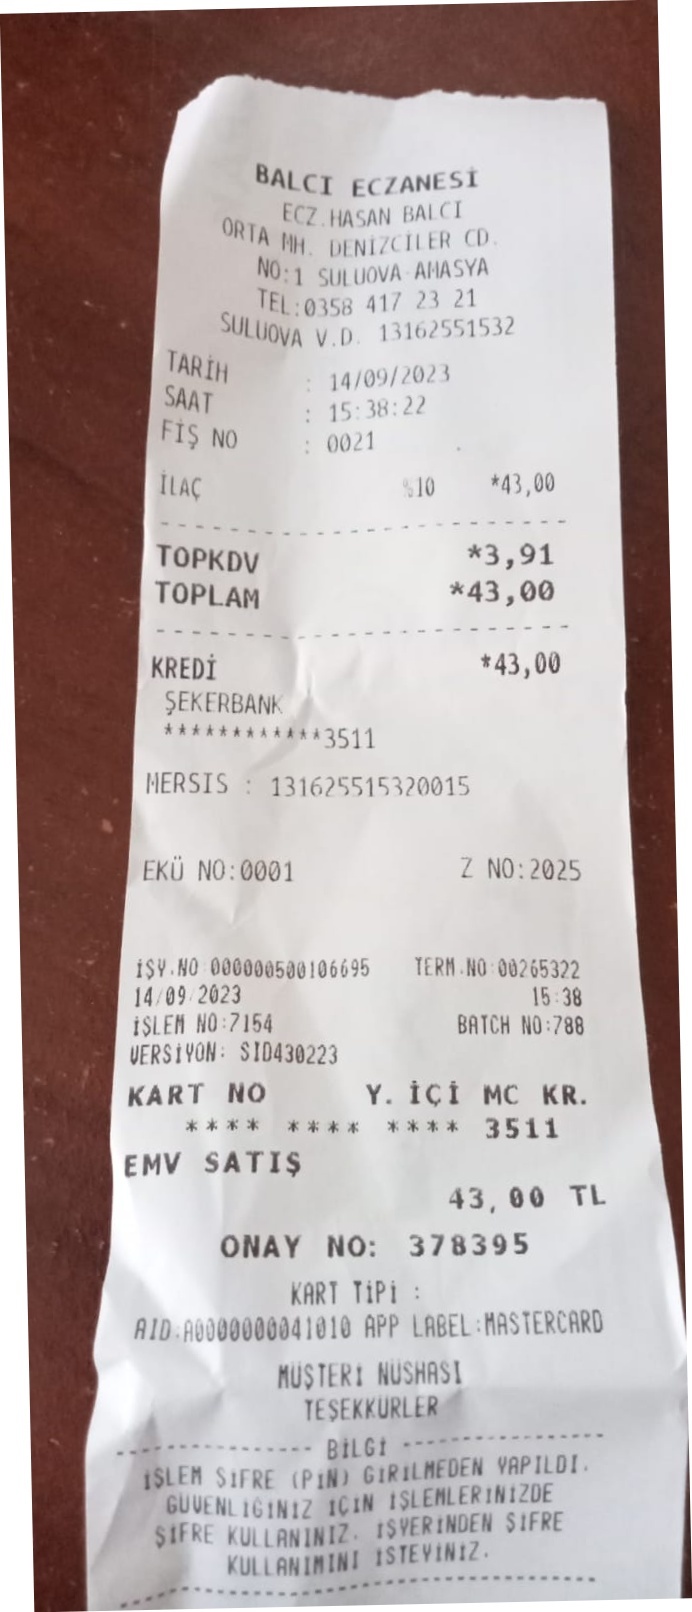 BALCI ECZANESİ
ECZ.HASAN BALCI
ORTA MH. DENİZCİLER CD.
NO:1 SULUOVA-AMASYA
TEL:0358 417 23 21
SULUOVA V.D. 13162551532
TARİH : 14/09/2023
SAAT : 15:38:22
FİŞ NO : 0021
İLAÇ %10 *43,00
TOPKDV *3,91
TOPLAM *43,00
KREDİ *43,00
ŞEKERBANK
************3511
MERSIS : 131625515320015
EKÜ NO:0001 Z NO:2025
İŞY.NO:000000500106695 TERM.NO:00265322
14/09/2023 15:38
İŞLEM NO:7154 BATCH NO:788
VERSİYON: SID430223
KART NO Y. İÇİ MC KR.
**** **** **** 3511
EMV SATIŞ
43,00 TL
ONAY NO: 378395
KART TİPİ :
AID:A0000000041010 APP LABEL:MASTERCARD
MÜŞTERİ NÜSHASI
TEŞEKKÜRLER
BİLGİ
İŞLEM ŞİFRE (PİN) GİRİLMEDEN YAPILDI.
GÜVENLİĞİNİZ İÇİN İŞLEMLERİNİZDE
ŞİFRE KULLANINIZ. İŞYERİNDEN ŞİFRE
KULLANIMINI İSTEYİNİZ.